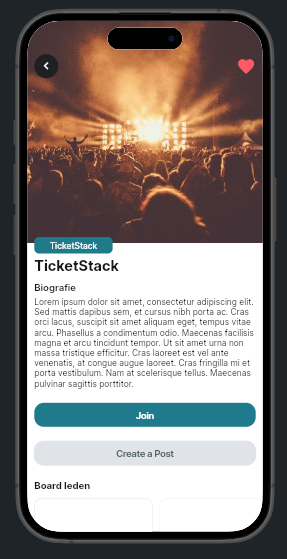 TicketStack
TicketStack
Biografie
Lorem ipsum dolor sit amet, consectetur adipiscing elit.
Sed mattis dapibus sem, et cursus nibh porta ac. Cras
orci lacus, suscipit sit amet aliquam eget, tempus vitae
arcu. Phasellus a condimentum odio. Maecenas facilisis
magna et arcu tincidunt tempor. Ut sit amet urna non
massa tristique efficitur. Cras laoreet est vel ante
venenatis, at congue augue laoreet. Cras fringilla mi et
porta vestibulum. Nam at scelerisque tellus. Maecenas
pulvinar sagittis porttitor.
Join
Create a Post
Board leden